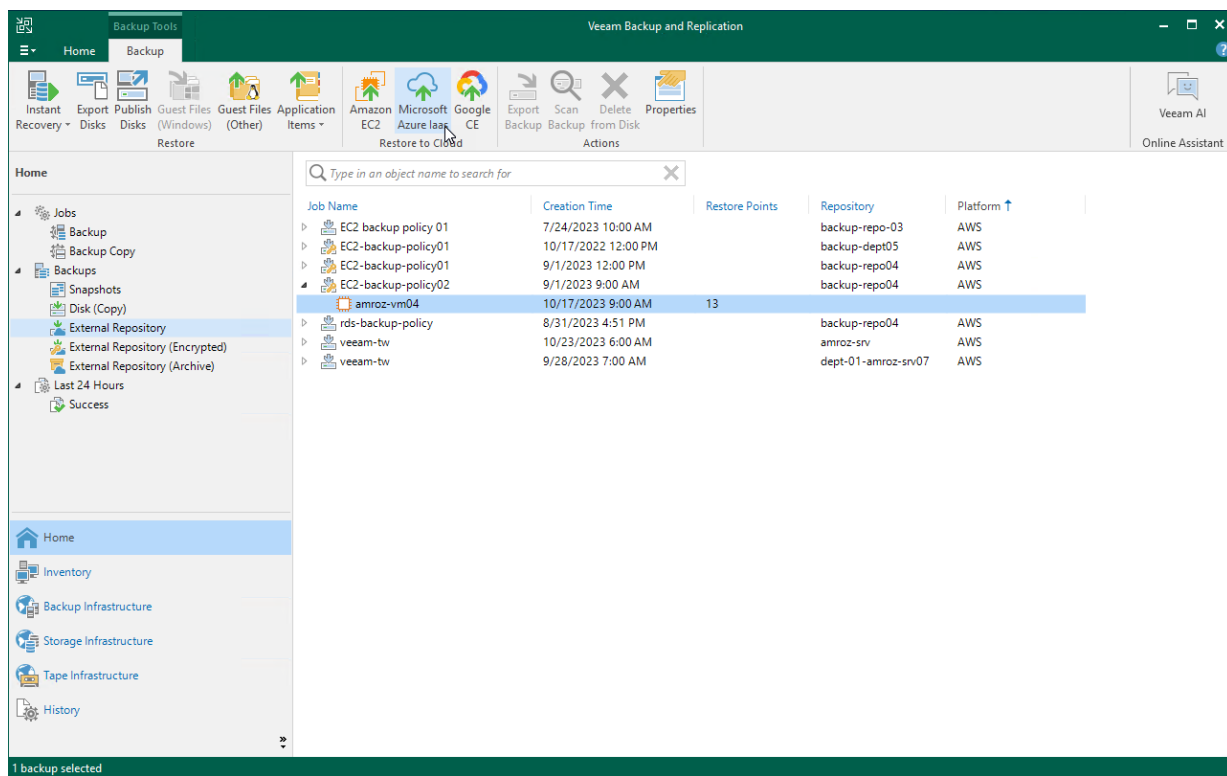 Backup Tools
Veeam Backup and Replication
Home Backup
Instant Recovery
Export Disks
Publish Disks
Guest Files (Windows)
Guest Files (Other)
Application Items
Amazon EC2
Microsoft Azure Iaas
Google CE
Export Backup
Scan Backup
Delete from Disk
Properties
Veeam AI
Restore
Restore to Cloud
Actions
Online Assistant
Home
Type in an object name to search for
Jobs
Backup
Backup Copy
Backups
Snapshots
Disk (Copy)
External Repository
External Repository (Encrypted)
External Repository (Archive)
Last 24 Hours
Success
Job Name Creation Time Restore Points Repository Platform
EC2 backup policy 01 7/24/2023 10:00 AM backup-repo-03 AWS
EC2-backup-policy01 10/17/2022 12:00 PM backup-dept05 AWS
EC2-backup-policy01 9/1/2023 12:00 PM backup-repo04 AWS
EC2-backup-policy02 9/1/2023 9:00 AM backup-repo04 AWS
amroz-vm04 10/17/2023 9:00 AM 13
rds-backup-policy 8/31/2023 4:51 PM backup-repo04 AWS
veeam-tw 10/23/2023 6:00 AM amroz-srv AWS
veeam-tw 9/28/2023 7:00 AM dept-01-amroz-srv07 AWS
Home
Inventory
Backup Infrastructure
Storage Infrastructure
Tape Infrastructure
History
1 backup selected